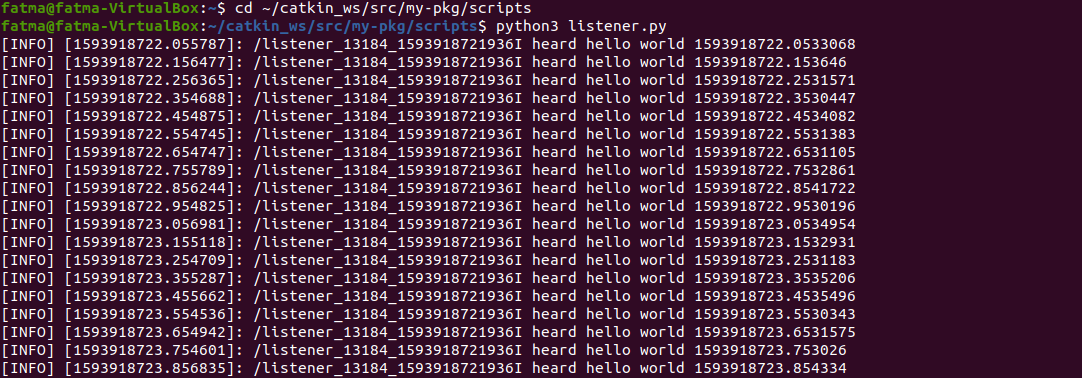 fatma@fatma-VirtualBox:~$ cd ~/catkin_ws/src/my-pkg/scripts
fatma@fatma-VirtualBox:~/catkin_ws/src/my-pkg/scripts$ python3 listener.py
[INFO] [1593918722.055787]: /listener_13184_1593918721936I heard hello world 1593918722.0533068
[INFO] [1593918722.156477]: /listener_13184_1593918721936I heard hello world 1593918722.153646
[INFO] [1593918722.256365]: /listener_13184_1593918721936I heard hello world 1593918722.2531571
[INFO] [1593918722.354688]: /listener_13184_1593918721936I heard hello world 1593918722.3530447
[INFO] [1593918722.454875]: /listener_13184_1593918721936I heard hello world 1593918722.4534082
[INFO] [1593918722.554745]: /listener_13184_1593918721936I heard hello world 1593918722.5531383
[INFO] [1593918722.654747]: /listener_13184_1593918721936I heard hello world 1593918722.6531105
[INFO] [1593918722.755789]: /listener_13184_1593918721936I heard hello world 1593918722.7532861
[INFO] [1593918722.856244]: /listener_13184_1593918721936I heard hello world 1593918722.8541722
[INFO] [1593918722.954825]: /listener_13184_1593918721936I heard hello world 1593918722.9530196
[INFO] [1593918723.056981]: /listener_13184_1593918721936I heard hello world 1593918723.0534954
[INFO] [1593918723.155118]: /listener_13184_1593918721936I heard hello world 1593918723.1532931
[INFO] [1593918723.254709]: /listener_13184_1593918721936I heard hello world 1593918723.2531183
[INFO] [1593918723.355287]: /listener_13184_1593918721936I heard hello world 1593918723.3535206
[INFO] [1593918723.455662]: /listener_13184_1593918721936I heard hello world 1593918723.4535496
[INFO] [1593918723.554536]: /listener_13184_1593918721936I heard hello world 1593918723.5530343
[INFO] [1593918723.654942]: /listener_13184_1593918721936I heard hello world 1593918723.6531575
[INFO] [1593918723.754601]: /listener_13184_1593918721936I heard hello world 1593918723.753026
[INFO] [1593918723.856835]: /listener_13184_1593918721936I heard hello world 1593918723.854334